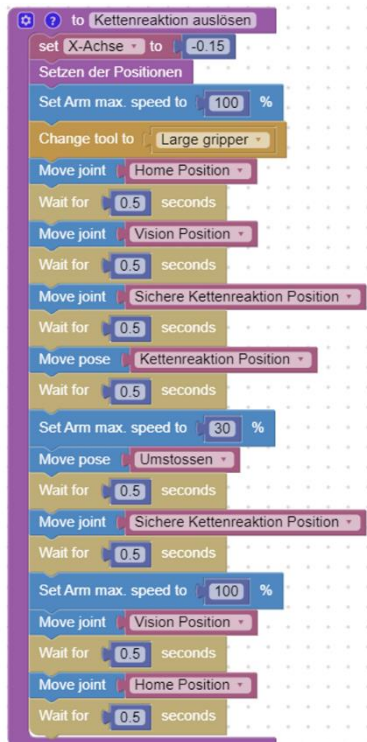 ? to Kettenreaktion auslösen
set X-Achse to -0.15
Setzen der Positionen
Set Arm max. speed to 100 %
Change tool to Large gripper
Move joint Home Position
Wait for 0.5 seconds
Move joint Vision Position
Wait for 0.5 seconds
Move joint Sichere Kettenreaktion Position
Wait for 0.5 seconds
Move pose Kettenreaktion Position
Wait for 0.5 seconds
Set Arm max. speed to 30 %
Move pose Umstossen
Wait for 0.5 seconds
Move joint Sichere Kettenreaktion Position
Wait for 0.5 seconds
Set Arm max. speed to 100 %
Move joint Vision Position
Wait for 0.5 seconds
Move joint Home Position
Wait for 0.5 seconds